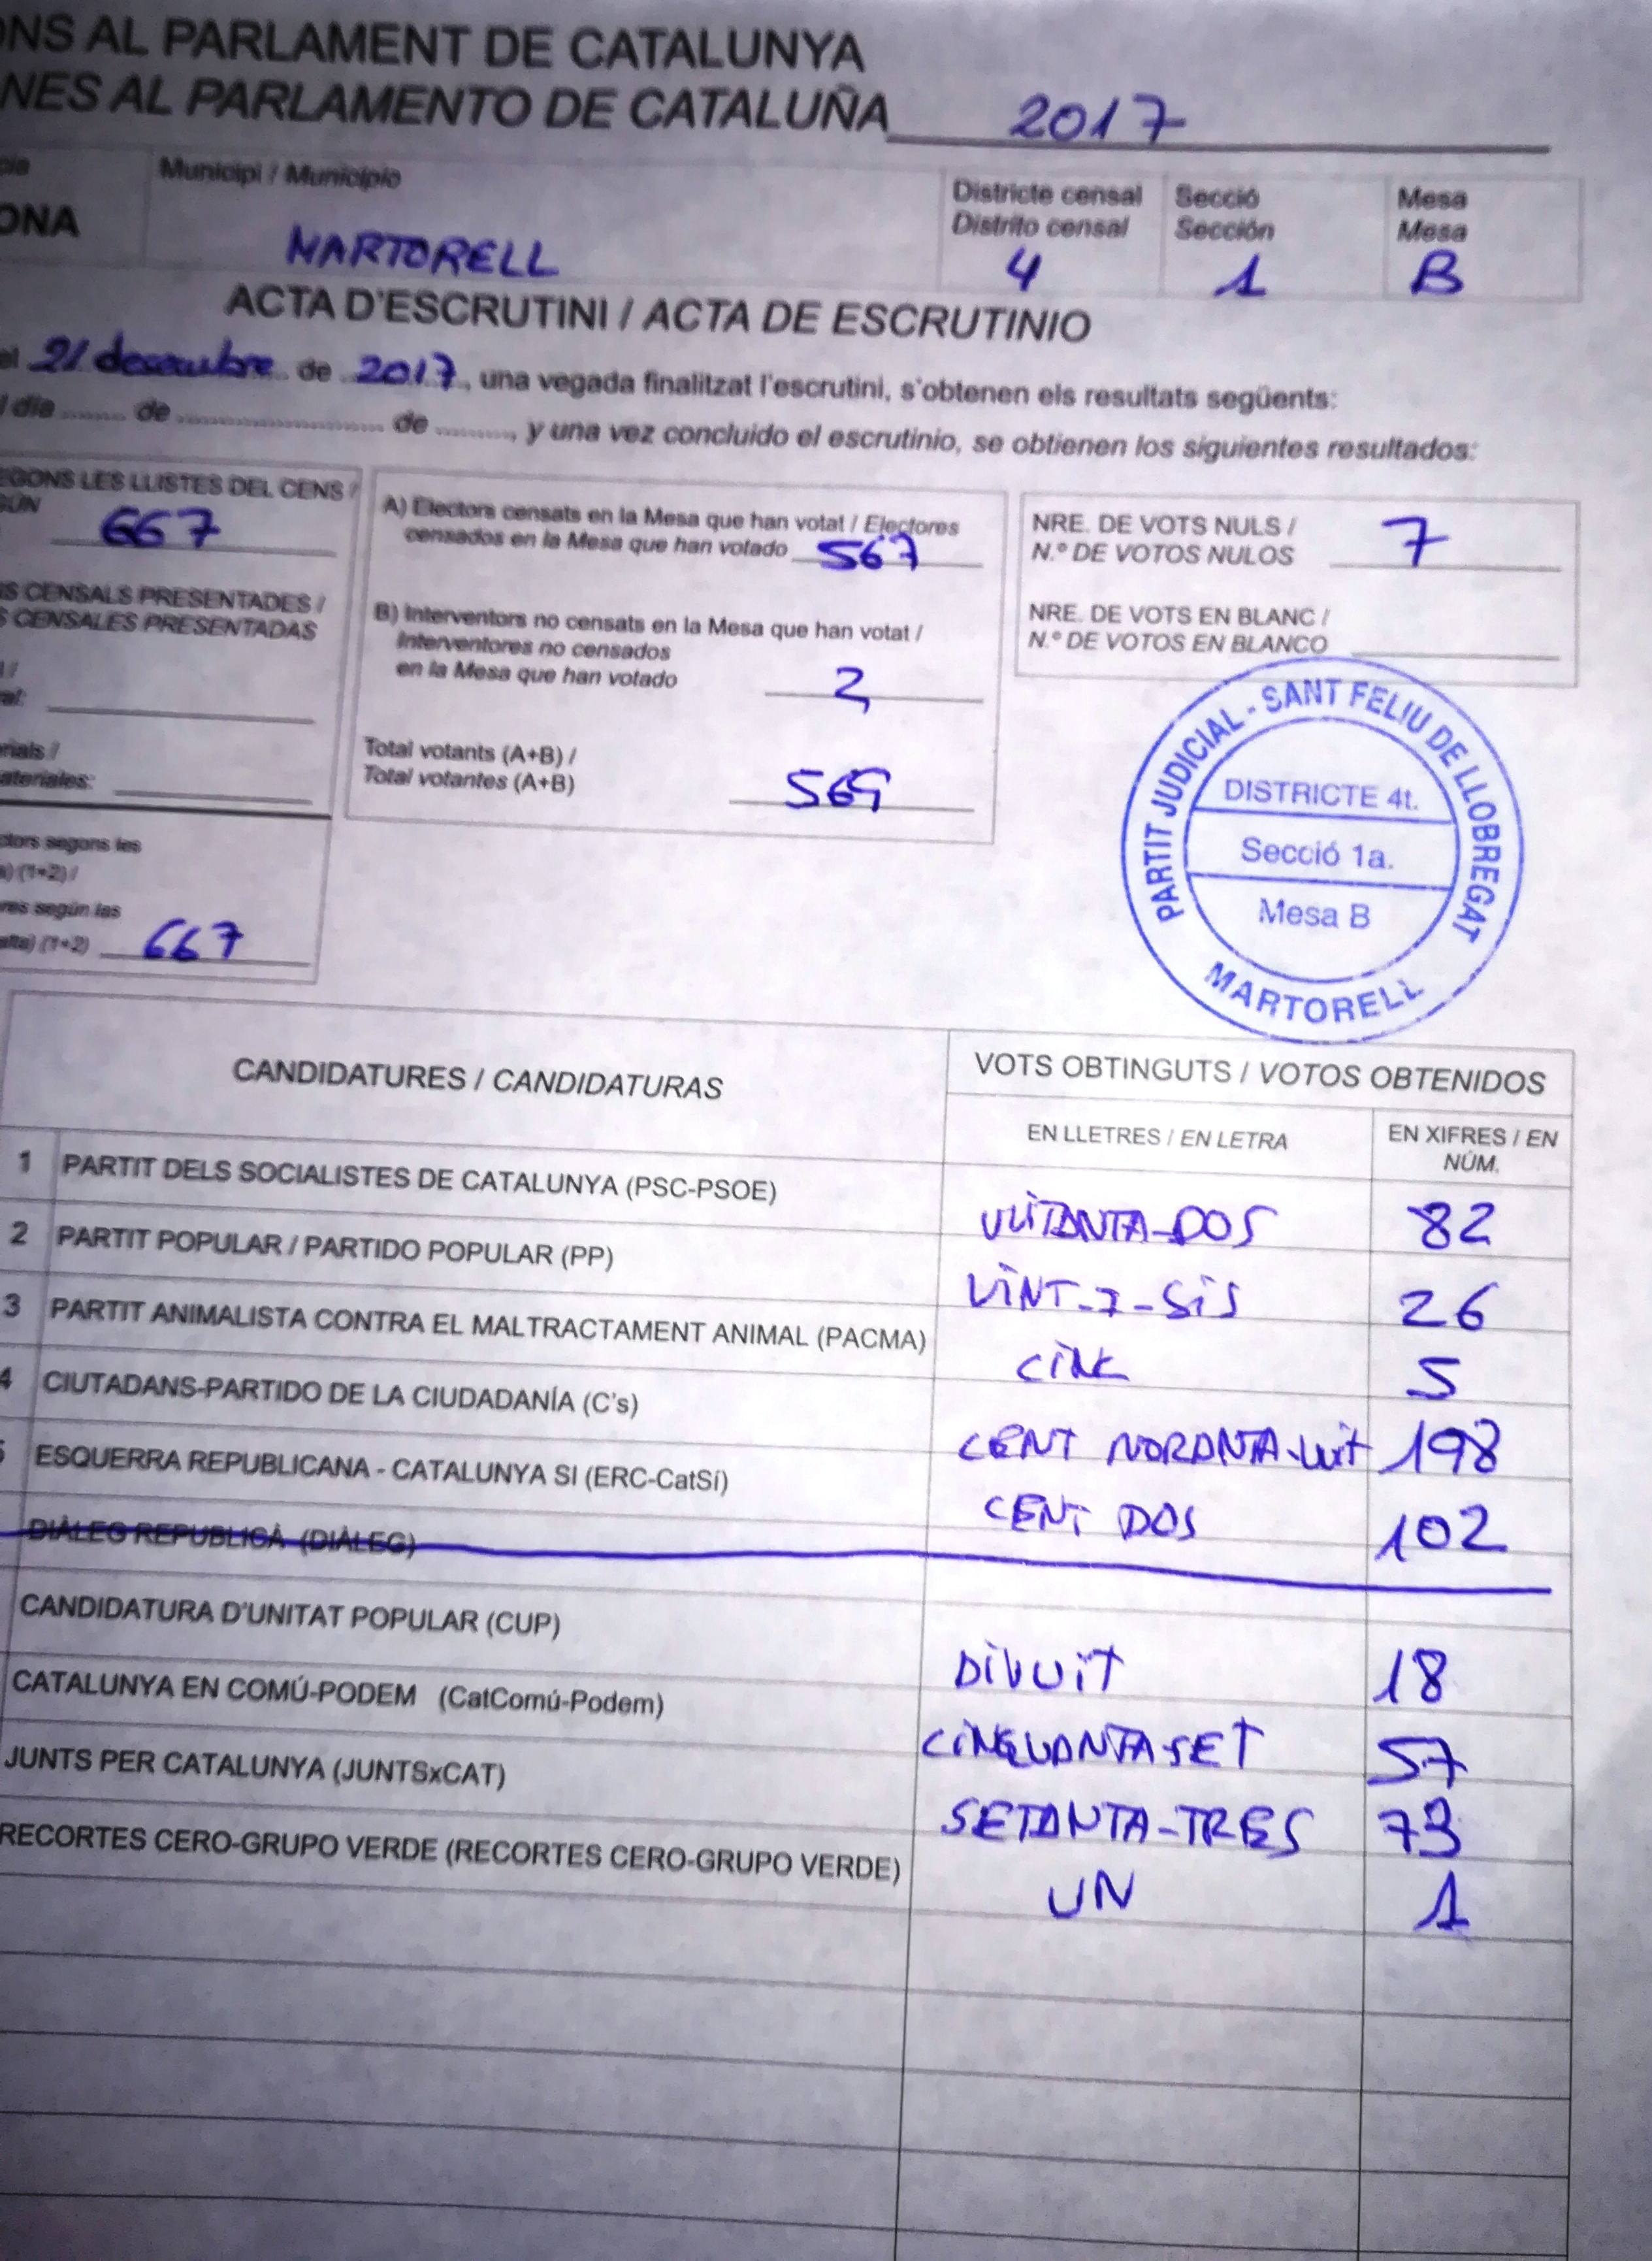 ONS AL PARLAMENT DE CATALUNYA
NES AL PARLAMENTO DE CATALUÑA 2017
Municipi / Municipio
Districte censal
Distrito censal
Secció
Sección
Mesa
Mesa
ONA
MARTORELL
4
1
B
ACTA D'ESCRUTINI / ACTA DE ESCRUTINIO
el 21 desembre de 2017, una vegada finalitzat l'escrutini, s'obtenen els resultats següents:
l día ........ de ........................ de .........., y una vez concluido el escrutinio, se obtienen los siguientes resultados:
EGONS LES LLISTES DEL CENS /
GÚN
667
S CENSALS PRESENTADES /
S CENSALES PRESENTADAS
l /
al:
rials /
ateriales:
ctors segons les
a) (1+2) /
res según las
alta) (1+2) 667
A) Electors censats en la Mesa que han votat / Electores
censados en la Mesa que han votado 567
B) Interventors no censats en la Mesa que han votat /
Interventores no censados
en la Mesa que han votado 2
Total votants (A+B) /
Total votantes (A+B) 569
NRE. DE VOTS NULS /
N.º DE VOTOS NULOS 7
NRE. DE VOTS EN BLANC /
N.º DE VOTOS EN BLANCO
PARTIT JUDICIAL - SANT FELIU DE LLOBREGAT
DISTRICTE 4t.
Secció 1a.
Mesa B
MARTORELL
CANDIDATURES / CANDIDATURAS
VOTS OBTINGUTS / VOTOS OBTENIDOS
EN LLETRES / EN LETRA
EN XIFRES / EN
NÚM.
1 PARTIT DELS SOCIALISTES DE CATALUNYA (PSC-PSOE) VUITANTA-DOS 82
2 PARTIT POPULAR / PARTIDO POPULAR (PP) VINT-I-SIS 26
3 PARTIT ANIMALISTA CONTRA EL MALTRACTAMENT ANIMAL (PACMA) CINC 5
4 CIUTADANS-PARTIDO DE LA CIUDADANÍA (C's) CENT NORANTA-Vuit 198
5 ESQUERRA REPUBLICANA - CATALUNYA SI (ERC-CatSí) CENT DOS 102
DIÀLEG REPUBLICÀ (DIÀLEG)
CANDIDATURA D'UNITAT POPULAR (CUP) DIVUIT 18
CATALUNYA EN COMÚ-PODEM (CatComú-Podem) CINQUANTA-SET 57
JUNTS PER CATALUNYA (JUNTSxCAT) SETANTA-TRES 73
RECORTES CERO-GRUPO VERDE (RECORTES CERO-GRUPO VERDE) UN 1